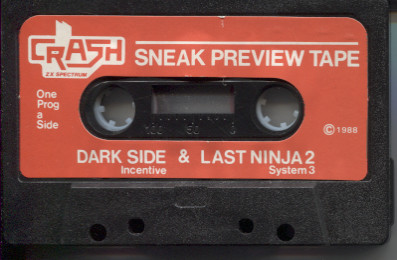 CRASH
ZX SPECTRUM
SNEAK PREVIEW TAPE
One
Prog
a
Side
100 50 0
© 1988
DARK SIDE & LAST NINJA 2
Incentive System 3